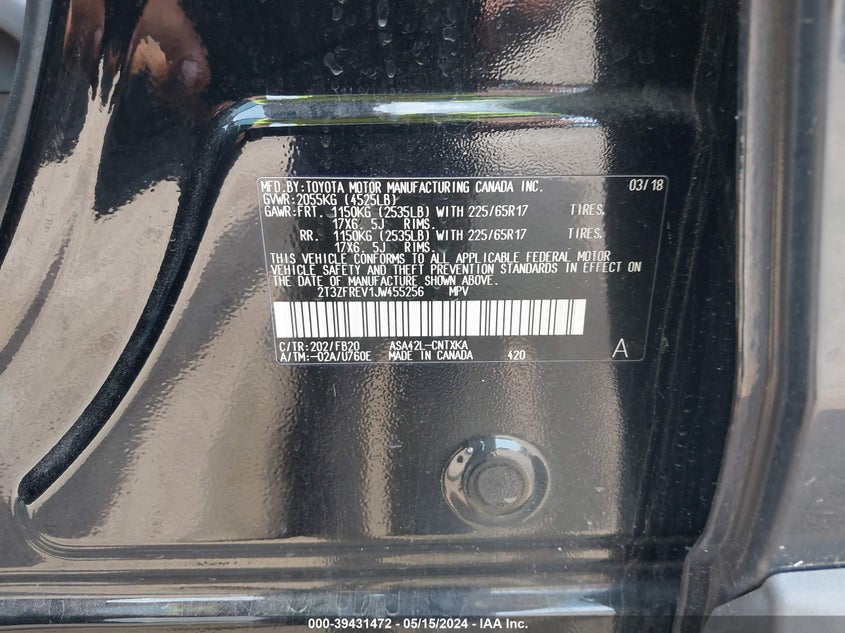 MFD.BY:TOYOTA MOTOR MANUFACTURING CANADA INC. 03/18
GVWR:2055KG (4525LB)
GAWR:FRT. 1150KG (2535LB) WITH 225/65R17 TIRES,
17X6. 5J RIMS.
RR. 1150KG (2535LB) WITH 225/65R17 TIRES,
17X6. 5J RIMS.
THIS VEHICLE CONFORMS TO ALL APPLICABLE FEDERAL MOTOR
VEHICLE SAFETY AND THEFT PREVENTION STANDARDS IN EFFECT ON
THE DATE OF MANUFACTURE SHOWN ABOVE.
2T3ZFREV1JW455256 MPV
C/TR:202/FB20 ASA42L-CNTXKA
A/TM:-02A/U760E MADE IN CANADA 420 A
000-39431472 — 05/15/2024 — IAA Inc.